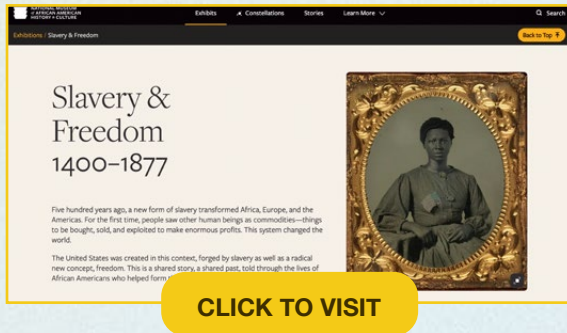 NATIONAL MUSEUM
of AFRICAN AMERICAN
HISTORY & CULTURE
Exhibits
Constellations
Stories
Learn More
Search
Exhibitions / Slavery & Freedom
Back to Top
Slavery &
Freedom
1400–1877
Five hundred years ago, a new form of slavery transformed Africa, Europe, and the
Americas. For the first time, people saw other human beings as commodities—things
to be bought, sold, and exploited to make enormous profits. This system changed the
world.
The United States was created in this context, forged by slavery as well as a radical
new concept, freedom. This is a shared story, a shared past, told through the lives of
African Americans who helped form
CLICK TO VISIT